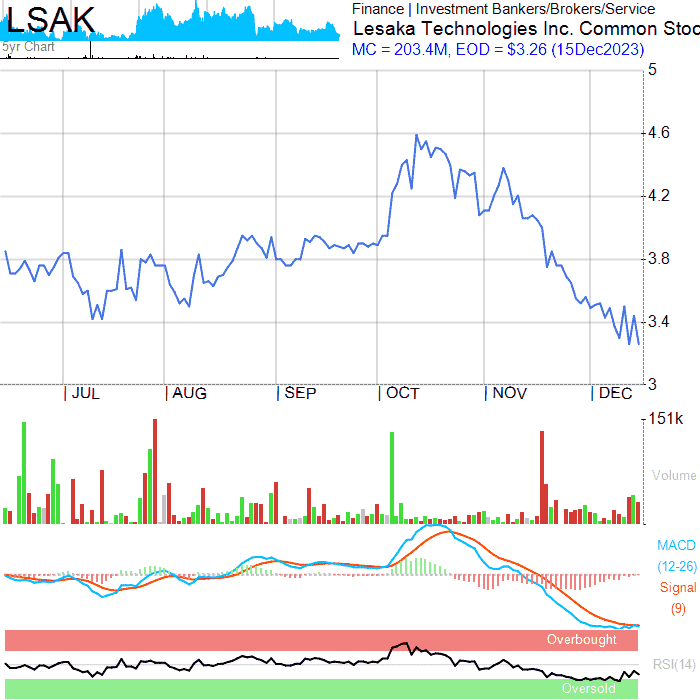 LSAK
Finance | Investment Bankers/Brokers/Service
Lesaka Technologies Inc. Common Stoc
MC = 203.4M, EOD = $3.26 (15Dec2023)
5yr Chart
5
4.6
4.2
3.8
3.4
3
JUL AUG SEP OCT NOV DEC
151k
Volume
MACD
(12-26)
Signal
(9)
Overbought
RSI(14)
Oversold